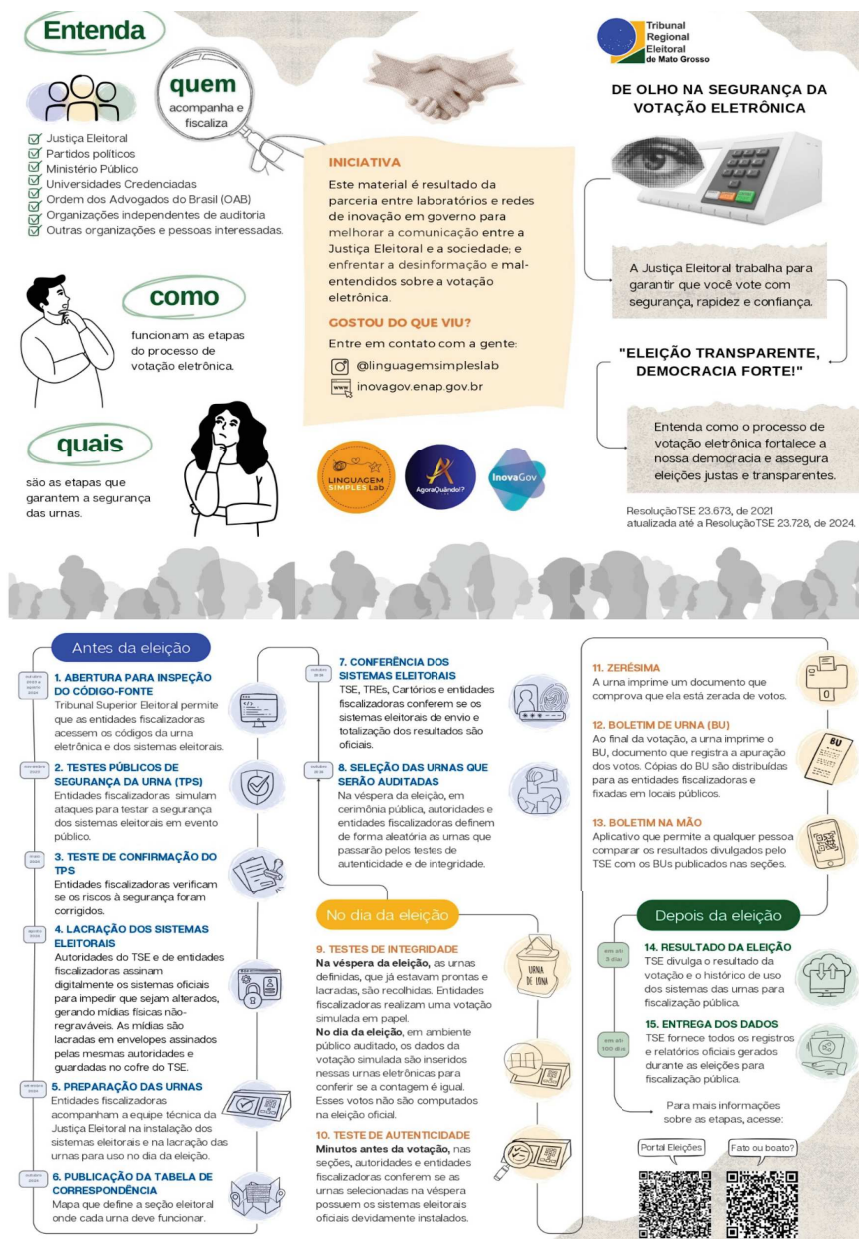 Entenda
quem
acompanha e
fiscaliza
Justiça Eleitoral
Partidos políticos
Ministério Público
Universidades Credenciadas
Ordem dos Advogados do Brasil (OAB)
Organizações independentes de auditoria
Outras organizações e pessoas interessadas.
como
funcionam as etapas
do processo de
votação eletrônica.
quais
são as etapas que
garantem a segurança
das urnas.
INICIATIVA
Este material é resultado da
parceria entre laboratórios e redes
de inovação em governo para
melhorar a comunicação entre a
Justiça Eleitoral e a sociedade; e
enfrentar a desinformação e mal-
entendidos sobre a votação
eletrônica.
GOSTOU DO QUE VIU?
Entre em contato com a gente:
@linguagemsimpleslab
www inovagov.enap.gov.br
LINGUAGEM
SIMPLES Lab
AgoraQuândo!?
InovaGov
Tribunal
Regional
Eleitoral
de Mato Grosso
DE OLHO NA SEGURANÇA DA
VOTAÇÃO ELETRÔNICA
A Justiça Eleitoral trabalha para
garantir que você vote com
segurança, rapidez e confiança.
"ELEIÇÃO TRANSPARENTE,
DEMOCRACIA FORTE!"
Entenda como o processo de
votação eletrônica fortalece a
nossa democracia e assegura
eleições justas e transparentes.
ResoluçãoTSE 23.673, de 2021
atualizada até a ResoluçãoTSE 23.728, de 2024.
Antes da eleição
1. ABERTURA PARA INSPEÇÃO
DO CÓDIGO-FONTE
Tribunal Superior Eleitoral permite
que as entidades fiscalizadoras
acessem os códigos da urna
eletrônica e dos sistemas eleitorais.
2. TESTES PÚBLICOS DE
SEGURANÇA DA URNA (TPS)
Entidades fiscalizadoras simulam
ataques para testar a segurança
dos sistemas eleitorais em evento
público.
3. TESTE DE CONFIRMAÇÃO DO
TPS
Entidades fiscalizadoras verificam
se os riscos à segurança foram
corrigidos.
4. LACRAÇÃO DOS SISTEMAS
ELEITORAIS
Autoridades do TSE e de entidades
fiscalizadoras assinam
digitalmente os sistemas oficiais
para impedir que sejam alterados,
gerando mídias físicas não-
regraváveis. As mídias são
lacradas em envelopes assinados
pelas mesmas autoridades e
guardadas no cofre do TSE.
5. PREPARAÇÃO DAS URNAS
Entidades fiscalizadoras
acompanham a equipe técnica da
Justiça Eleitoral na instalação dos
sistemas eleitorais e na lacração das
urnas para uso no dia da eleição.
6. PUBLICAÇÃO DA TABELA DE
CORRESPONDÊNCIA
Mapa que define a seção eleitoral
onde cada urna deve funcionar.
7. CONFERÊNCIA DOS
SISTEMAS ELEITORAIS
TSE, TREs, Cartórios e entidades
fiscalizadoras conferem se os
sistemas eleitorais de envio e
totalização dos resultados são
oficiais.
8. SELEÇÃO DAS URNAS QUE
SERÃO AUDITADAS
Na véspera da eleição, em
cerimônia pública, autoridades e
entidades fiscalizadoras definem
de forma aleatória as urnas que
passarão pelos testes de
autenticidade e de integridade.
No dia da eleição
9. TESTES DE INTEGRIDADE
Na véspera da eleição, as urnas
definidas, que já estavam prontas e
lacradas, são recolhidas. Entidades
fiscalizadoras realizam uma votação
simulada em papel.
No dia da eleição, em ambiente
público auditado, os dados da
votação simulada são inseridos
nessas urnas eletrônicas para
conferir se a contagem é igual.
Esses votos não são computados
na eleição oficial.
URNA
DE LONA
10. TESTE DE AUTENTICIDADE
Minutos antes da votação, nas
seções, autoridades e entidades
fiscalizadoras conferem se as
urnas selecionadas na véspera
possuem os sistemas eleitorais
oficiais devidamente instalados.
11. ZERÉSIMA
A urna imprime um documento que
comprova que ela está zerada de votos.
0
12. BOLETIM DE URNA (BU)
Ao final da votação, a urna imprime o
BU, documento que registra a apuração
dos votos. Cópias do BU são distribuídas
para as entidades fiscalizadoras e
fixadas em locais públicos.
BU
13. BOLETIM NA MÃO
Aplicativo que permite a qualquer pessoa
comparar os resultados divulgados pelo
TSE com os BUs publicados nas seções.
Depois da eleição
em até
3 dias
14. RESULTADO DA ELEIÇÃO
TSE divulga o resultado da
votação e o histórico de uso
dos sistemas das urnas para
fiscalização pública.
em até
100 dias
15. ENTREGA DOS DADOS
TSE fornece todos os registros
e relatórios oficiais gerados
durante as eleições para
fiscalização pública.
Para mais informações
sobre as etapas, acesse:
Portal Eleições
Fato ou boato?